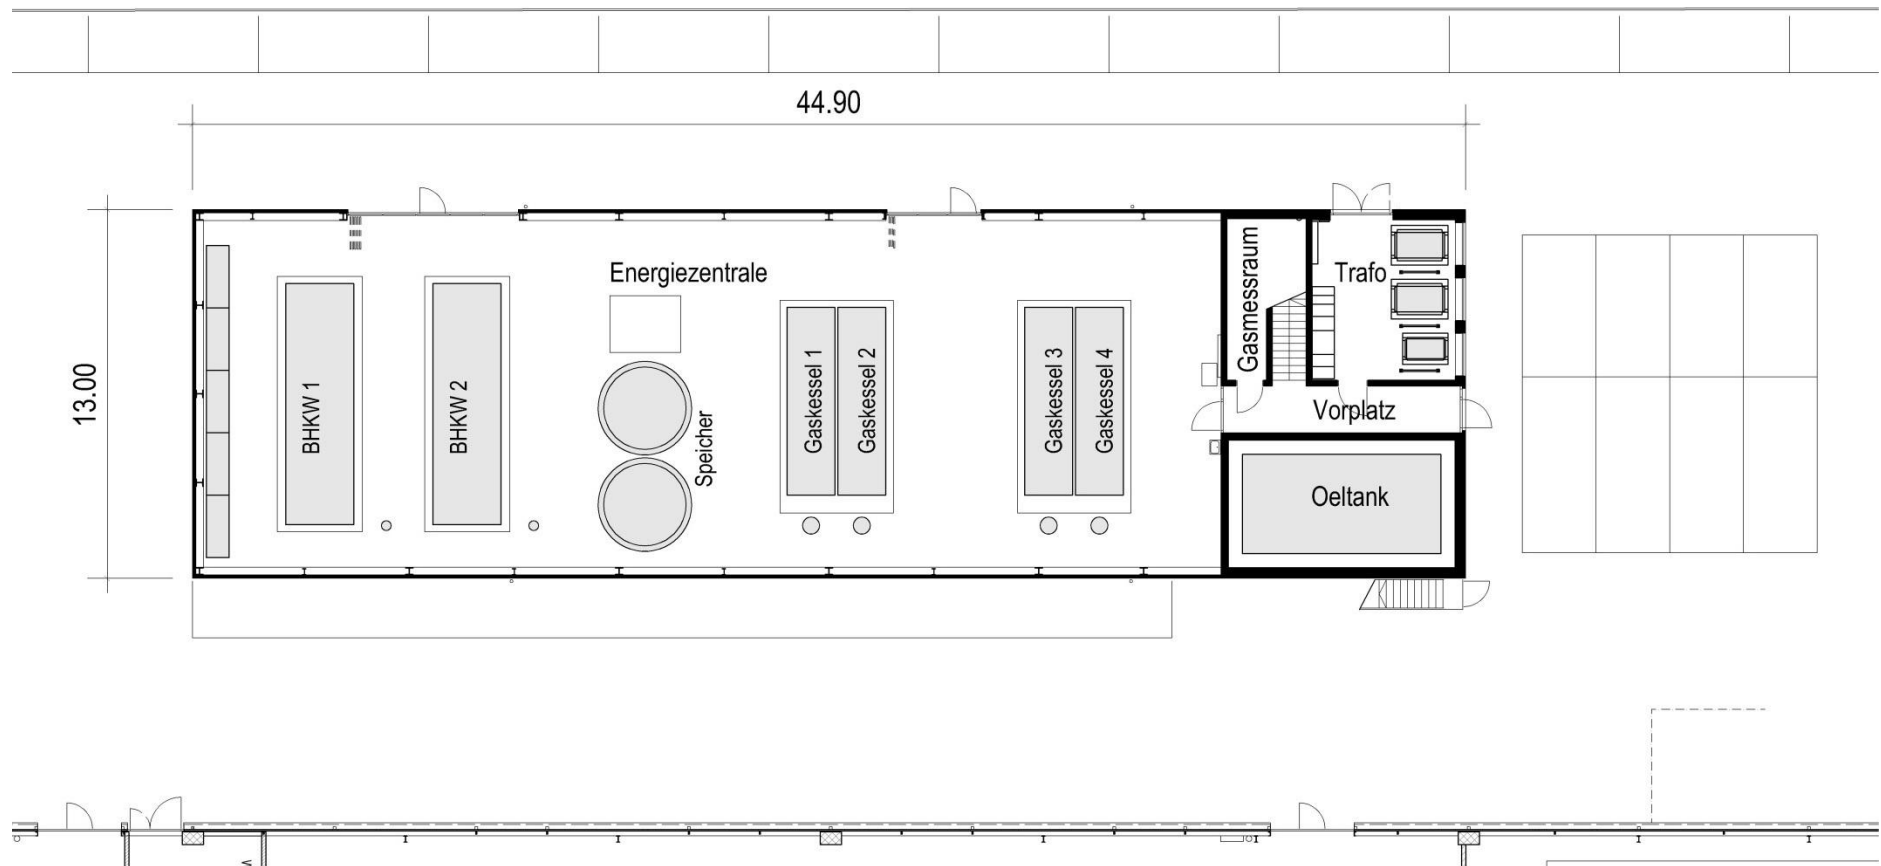 44.90
13.00
Energiezentrale
BHKW 1
BHKW 2
Speicher
Gaskessel 1
Gaskessel 2
Gaskessel 3
Gaskessel 4
Gasmessraum
Trafo
Vorplatz
Oeltank